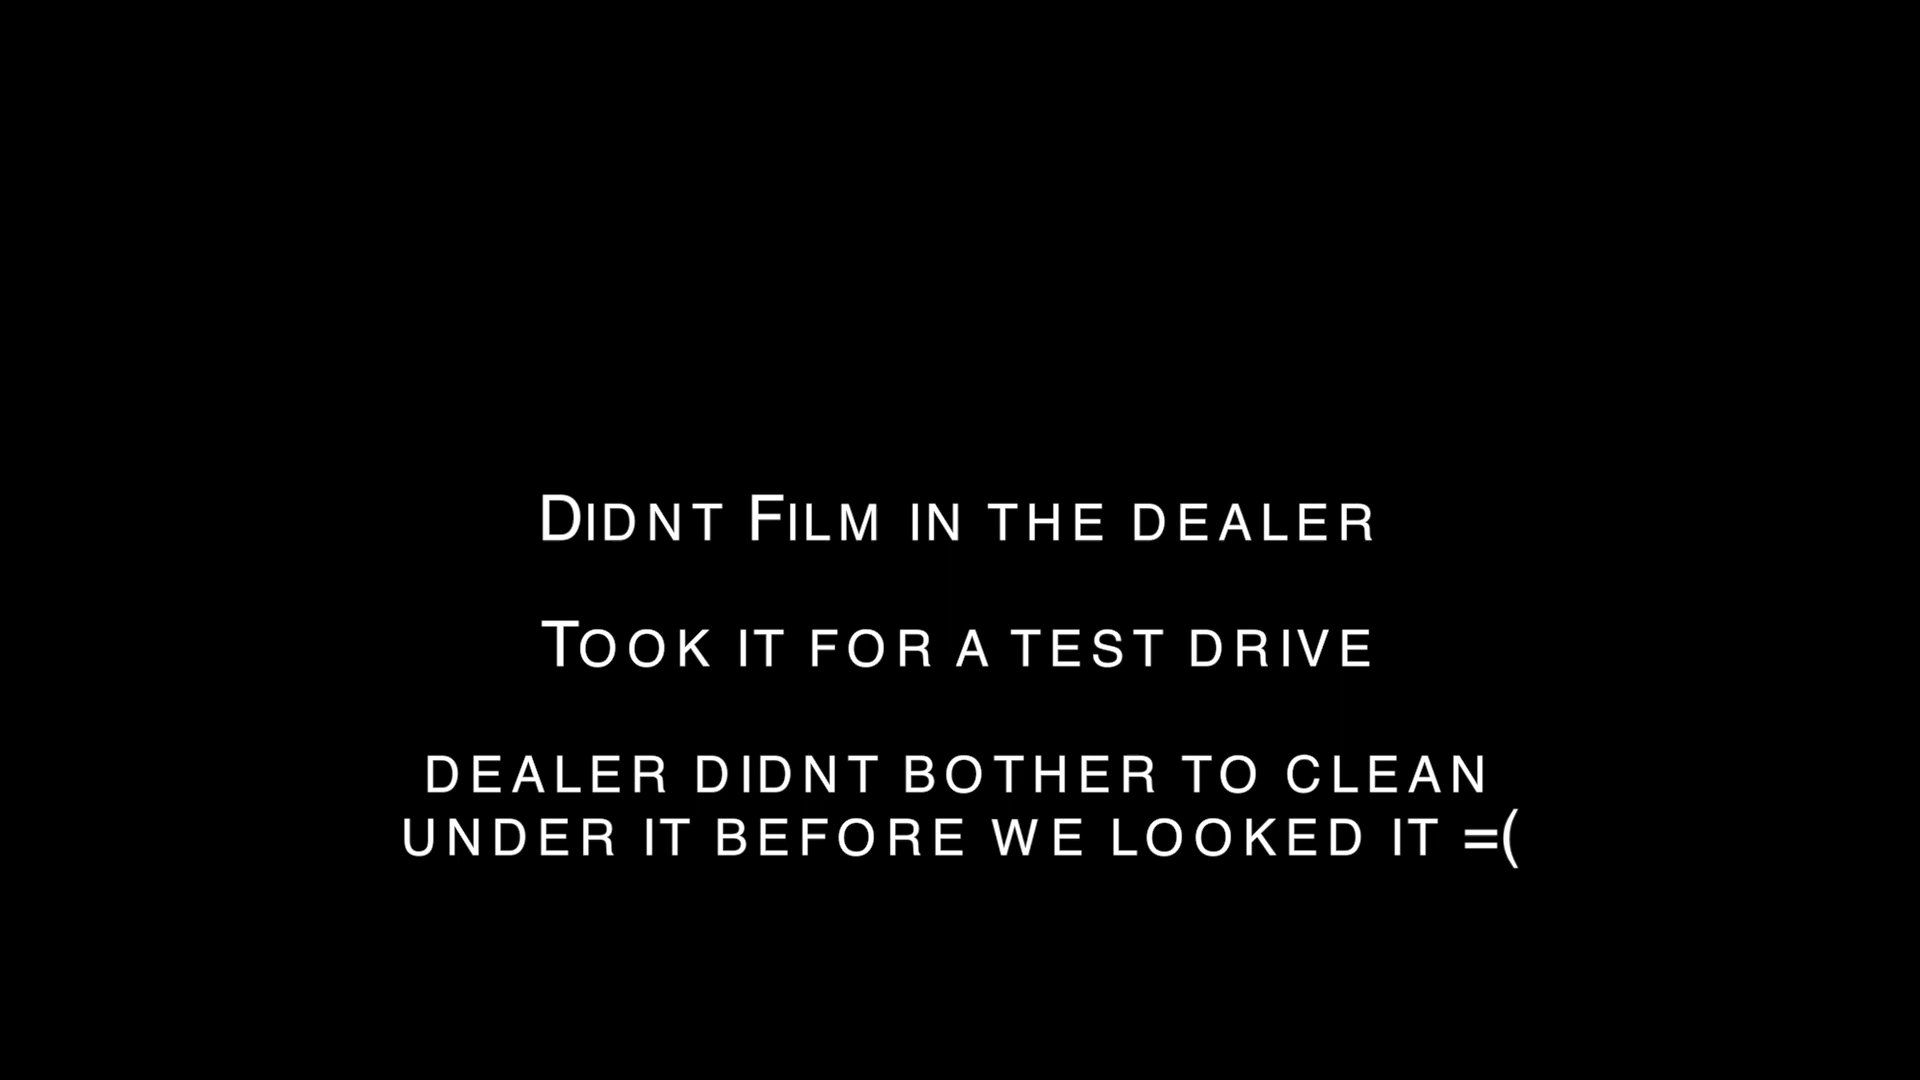 Didnt Film in the dealer
Took it for a test drive
dealer didnt bother to clean
under it before we looked it =(